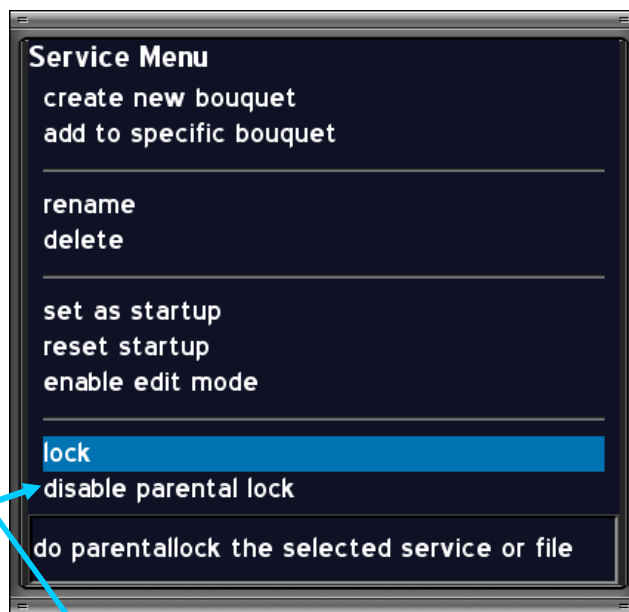 Service Menu
create new bouquet
add to specific bouquet
rename
delete
set as startup
reset startup
enable edit mode
lock
disable parental lock
do parentallock the selected service or file